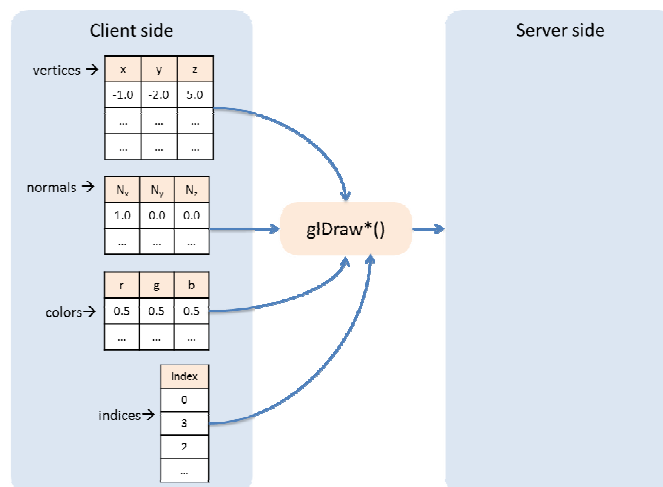 Client side
Server side
vertices →
x y z
-1.0 -2.0 5.0
... ... ...
... ... ...
normals →
Nx Ny Nz
1.0 0.0 0.0
... ... ...
glDraw*()
r g b
colors→
0.5 0.5 0.5
... ... ...
Index
0
indices→
3
2
...